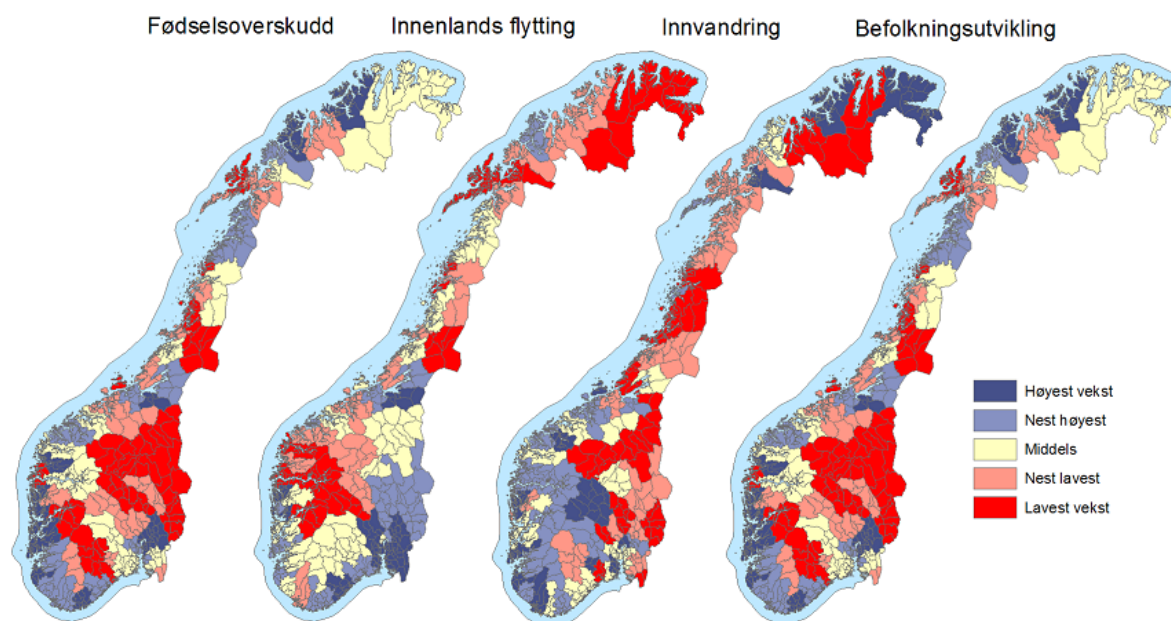 Fødselsoverskudd
Innenlands flytting
Innvandring
Befolkningsutvikling
Høyest vekst
Nest høyest
Middels
Nest lavest
Lavest vekst